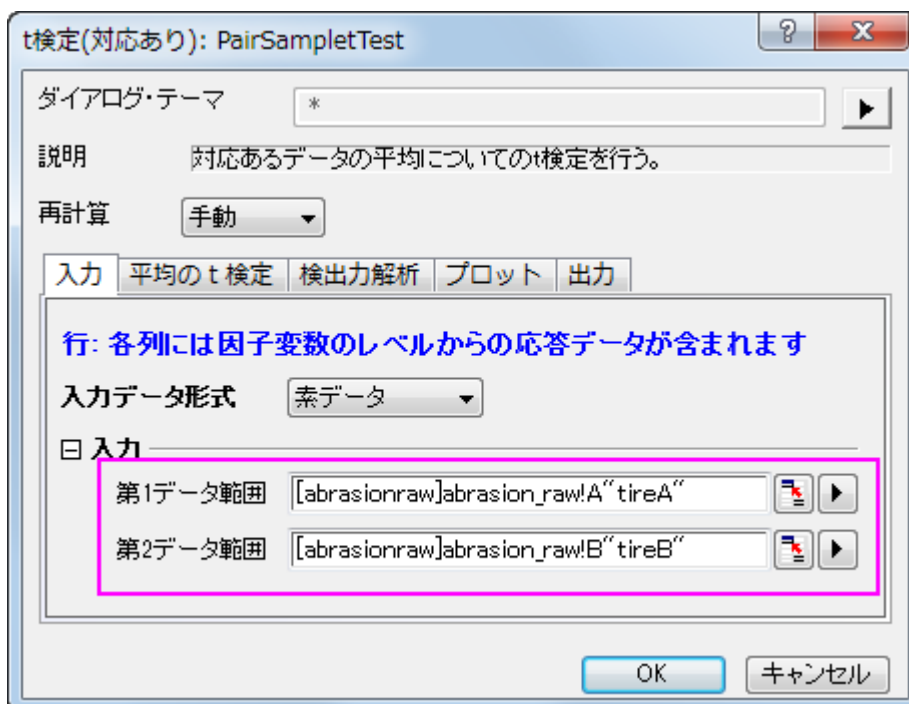 t検定(対応あり): PairSampletTest
ダイアログ・テーマ *
説明 対応あるデータの平均についてのt検定を行う。
再計算 手動
入力 平均のｔ検定 検出力解析 プロット 出力
行: 各列には因子変数のレベルからの応答データが含まれます
入力データ形式 素データ
入力
第1データ範囲 [abrasionraw]abrasion_raw!A"tireA"
第2データ範囲 [abrasionraw]abrasion_raw!B"tireB"
OK キャンセル